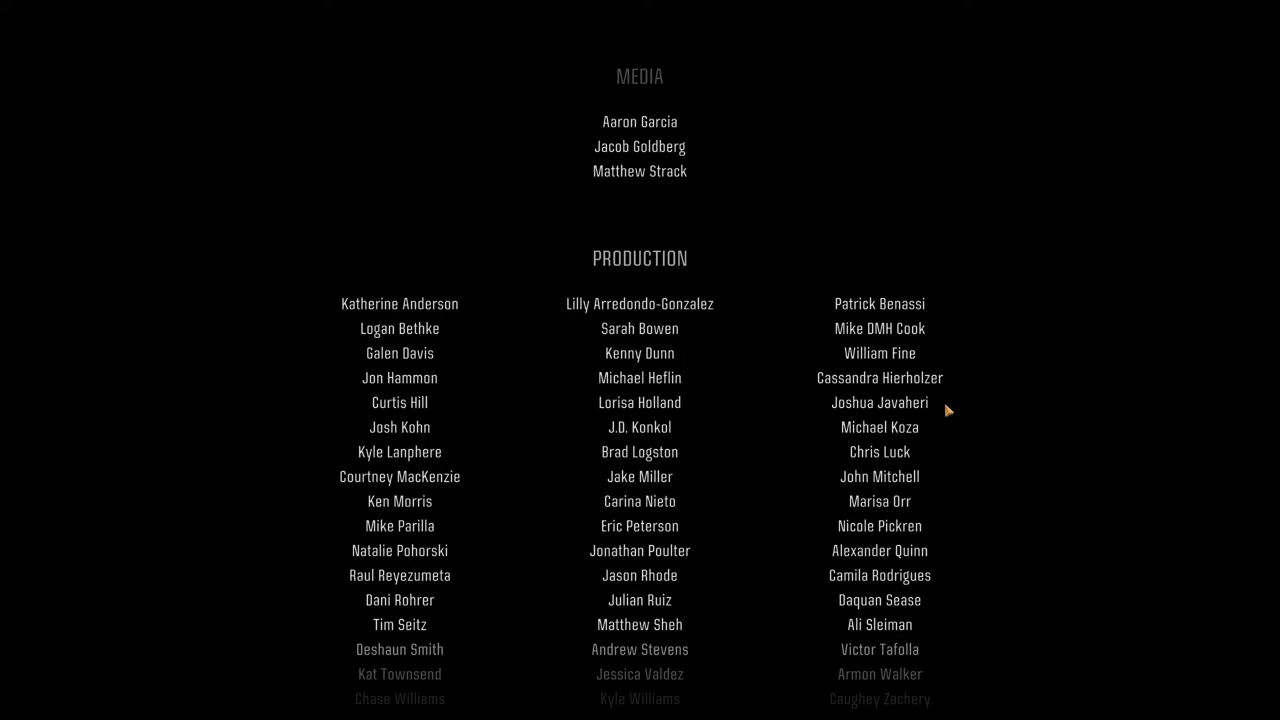 MEDIA
Aaron Garcia
Jacob Goldberg
Matthew Strack
PRODUCTION
Katherine Anderson Lilly Arredondo-Gonzalez Patrick Benassi
Logan Bethke Sarah Bowen Mike DMH Cook
Galen Davis Kenny Dunn William Fine
Jon Hammon Michael Heflin Cassandra Hierholzer
Curtis Hill Lorisa Holland Joshua Javaheri
Josh Kohn J.D. Konkol Michael Koza
Kyle Lanphere Brad Logston Chris Luck
Courtney MacKenzie Jake Miller John Mitchell
Ken Morris Carina Nieto Marisa Orr
Mike Parilla Eric Peterson Nicole Pickren
Natalie Pohorski Jonathan Poulter Alexander Quinn
Raul Reyezumeta Jason Rhode Camila Rodrigues
Dani Rohrer Julian Ruiz Daquan Sease
Tim Seitz Matthew Sheh Ali Sleiman
Deshaun Smith Andrew Stevens Victor Tafolla
Kat Townsend Jessica Valdez Armon Walker
Chase Williams Kyle Williams Caughey Zachery